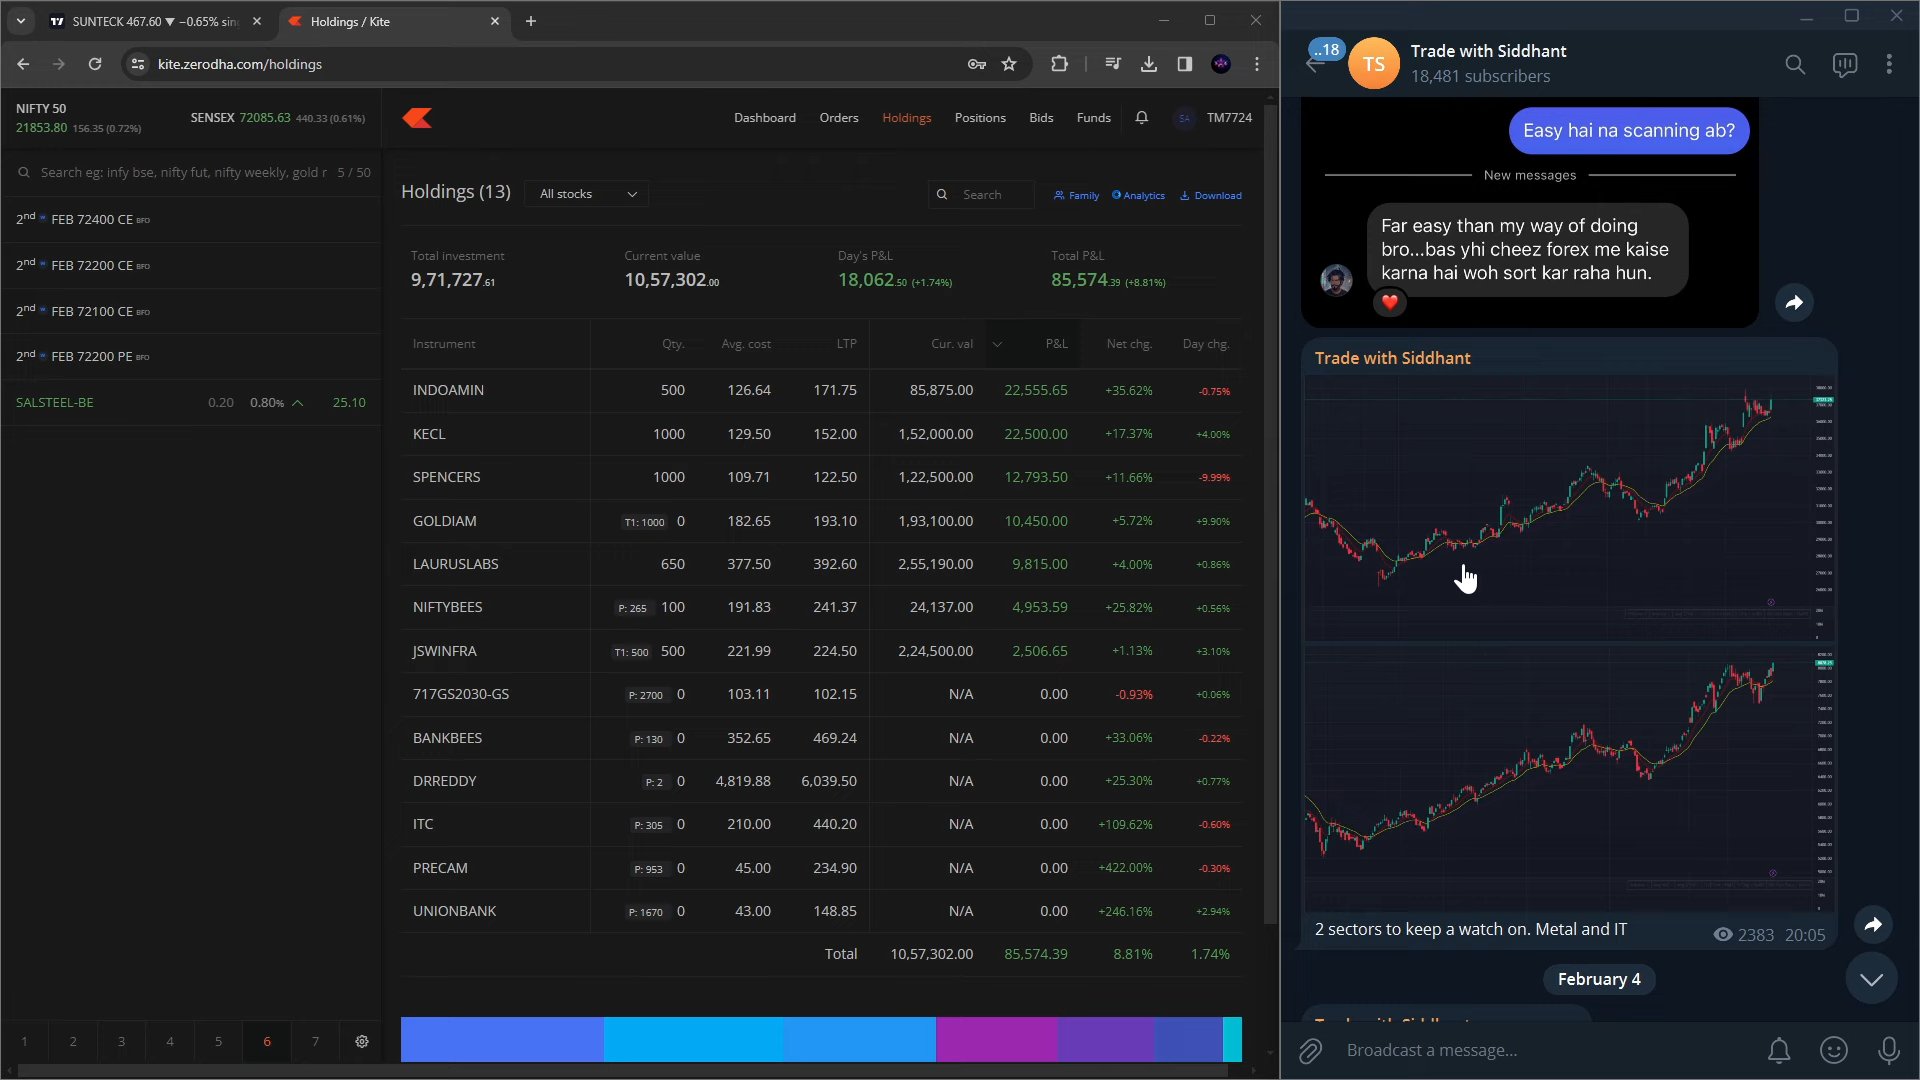 SUNTECK 467.60 ▼ −0.65%
Holdings / Kite
kite.zerodha.com/holdings
NIFTY 50
21853.80 156.35 (0.72%)
SENSEX 72085.63 440.33 (0.61%)
Dashboard Orders Holdings Positions Bids Funds SA TM7724
Search eg: infy bse, nifty fut, nifty weekly, gold 5 / 50
2nd w FEB 72400 CE BFO
2nd w FEB 72200 CE BFO
2nd w FEB 72100 CE BFO
2nd w FEB 72200 PE BFO
SALSTEEL-BE 0.20 0.80% 25.10
1 2 3 4 5 6 7
Holdings (13) All stocks Search Family Analytics Download
Total investment Current value Day's P&L Total P&L
9,71,727.61 10,57,302.00 18,062.50 (+1.74%) 85,574.39 (+8.81%)
Instrument Qty. Avg. cost LTP Cur. val P&L Net chg. Day chg.
INDOAMIN 500 126.64 171.75 85,875.00 22,555.65 +35.62% -0.75%
KECL 1000 129.50 152.00 1,52,000.00 22,500.00 +17.37% +4.00%
SPENCERS 1000 109.71 122.50 1,22,500.00 12,793.50 +11.66% -9.99%
GOLDIAM T1: 1000 0 182.65 193.10 1,93,100.00 10,450.00 +5.72% +9.90%
LAURUSLABS 650 377.50 392.60 2,55,190.00 9,815.00 +4.00% +0.86%
NIFTYBEES P: 265 100 191.83 241.37 24,137.00 4,953.59 +25.82% +0.56%
JSWINFRA T1: 500 500 221.99 224.50 2,24,500.00 2,506.65 +1.13% +3.10%
717GS2030-GS P: 2700 0 103.11 102.15 N/A 0.00 -0.93% +0.06%
BANKBEES P: 130 0 352.65 469.24 N/A 0.00 +33.06% -0.22%
DRREDDY P: 2 0 4,819.88 6,039.50 N/A 0.00 +25.30% +0.77%
ITC P: 305 0 210.00 440.20 N/A 0.00 +109.62% -0.60%
PRECAM P: 953 0 45.00 234.90 N/A 0.00 +422.00% -0.30%
UNIONBANK P: 1670 0 43.00 148.85 N/A 0.00 +246.16% +2.94%
Total 10,57,302.00 85,574.39 8.81% 1.74%
..18
TS
Trade with Siddhant
18,481 subscribers
Easy hai na scanning ab?
New messages
Far easy than my way of doing
bro...bas yhi cheez forex me kaise
karna hai woh sort kar raha hun.
Trade with Siddhant
2 sectors to keep a watch on. Metal and IT
2383 20:05
February 4
Broadcast a message...